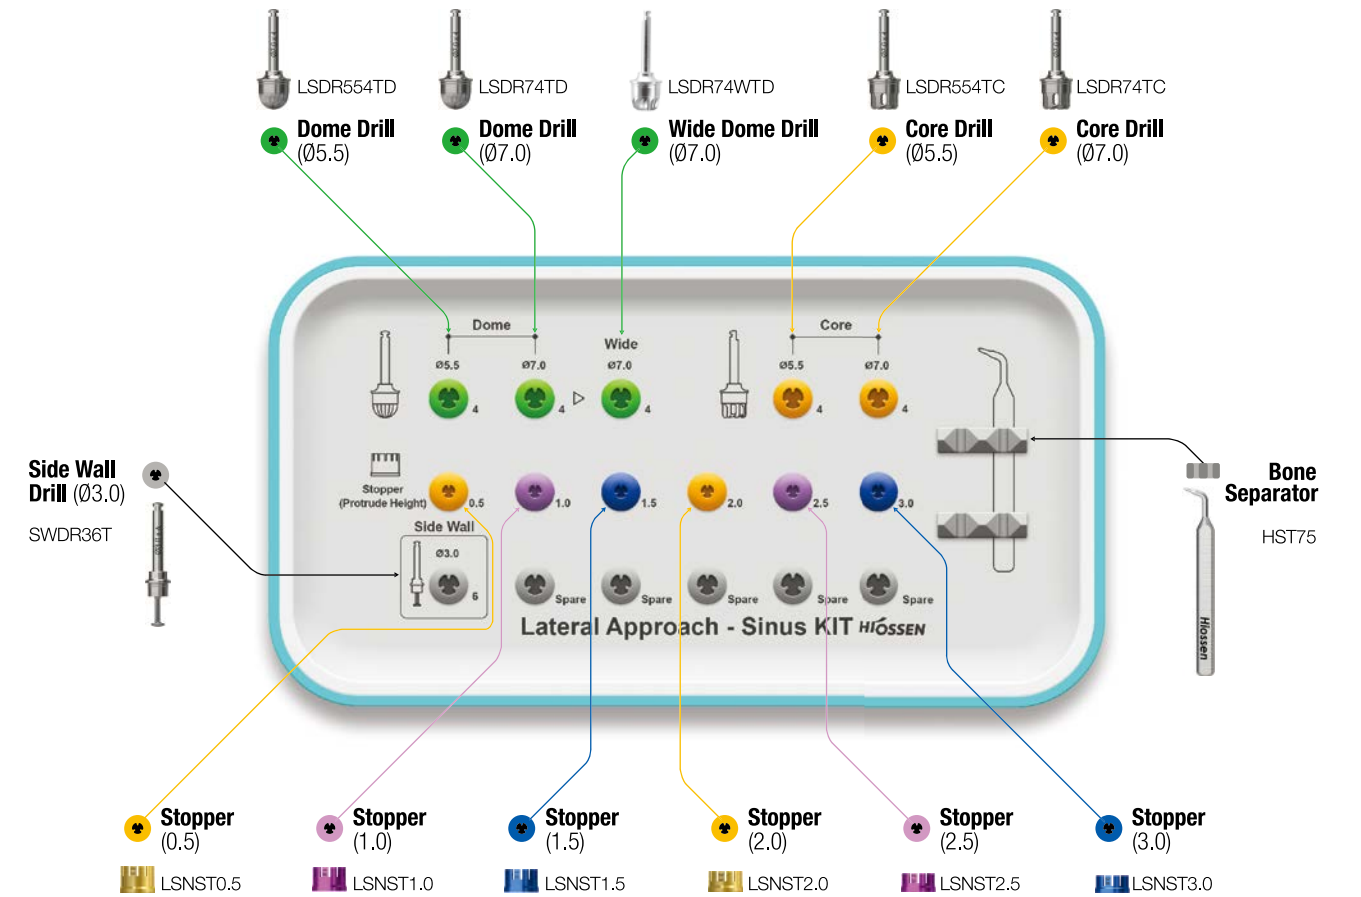 LSDR554TD
Dome Drill
(Ø5.5)
LSDR74TD
Dome Drill
(Ø7.0)
LSDR74WTD
Wide Dome Drill
(Ø7.0)
LSDR554TC
Core Drill
(Ø5.5)
LSDR74TC
Core Drill
(Ø7.0)
Dome
Wide
Core
Ø5.5
Ø7.0
Ø7.0
Ø5.5
Ø7.0
4
4
4
4
4
Stopper
(Protrude Height)
0.5
1.0
1.5
2.0
2.5
3.0
Side Wall
Ø3.0
6
Spare
Spare
Spare
Spare
Spare
Lateral Approach - Sinus KIT HIOSSEN
Side Wall
Drill (Ø3.0)
SWDR36T
Bone
Separator
HST75
Hiossen
Stopper
(0.5)
LSNST0.5
Stopper
(1.0)
LSNST1.0
Stopper
(1.5)
LSNST1.5
Stopper
(2.0)
LSNST2.0
Stopper
(2.5)
LSNST2.5
Stopper
(3.0)
LSNST3.0